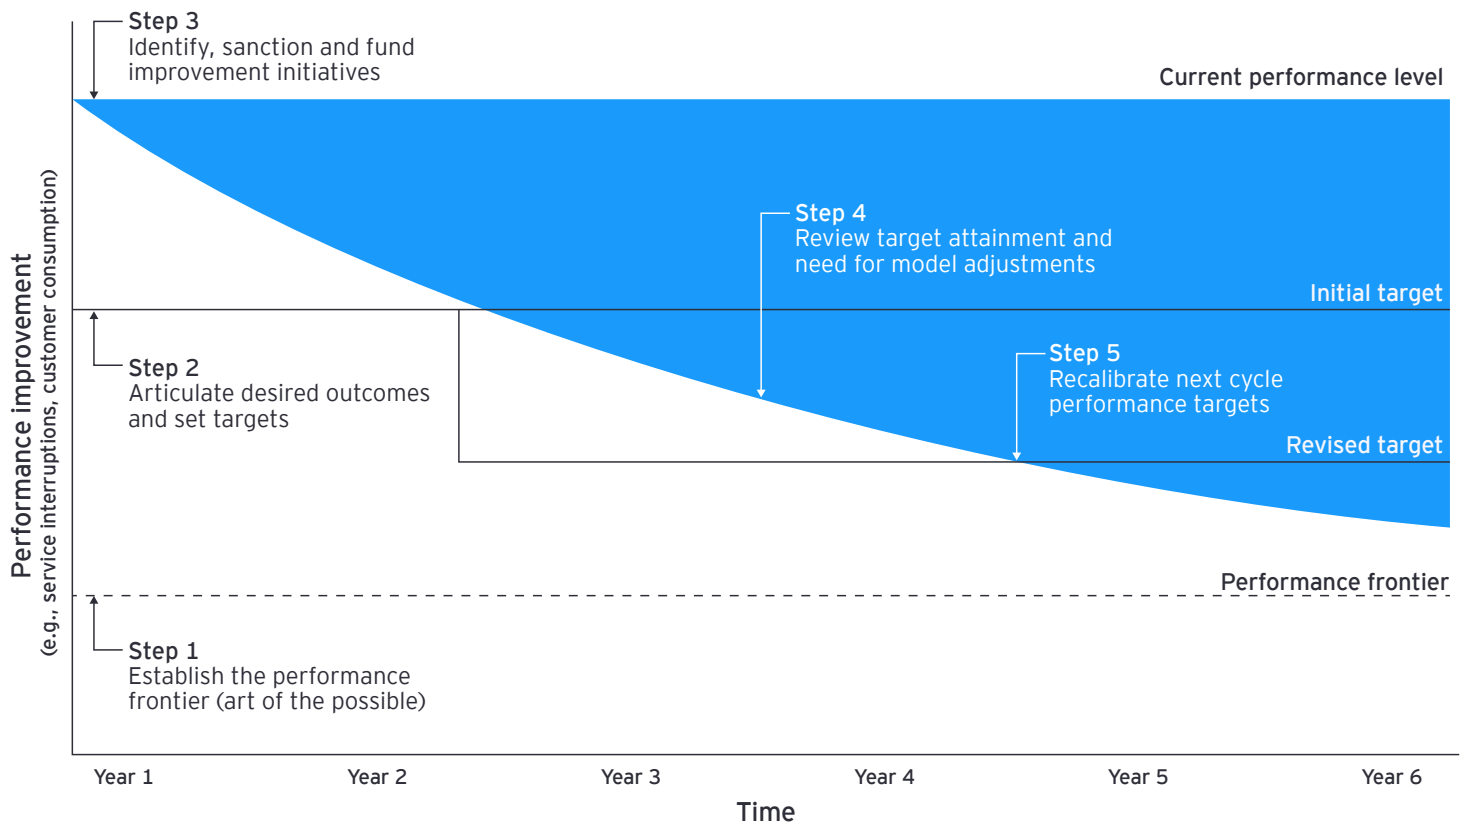 Step 3
Identify, sanction and fund
improvement initiatives
Current performance level
Step 4
Review target attainment and
need for model adjustments
Initial target
Step 2
Articulate desired outcomes
and set targets
Step 5
Recalibrate next cycle
performance targets
Revised target
Performance frontier
Step 1
Establish the performance
frontier (art of the possible)
Performance improvement
(e.g., service interruptions, customer consumption)
Year 1
Year 2
Year 3
Year 4
Year 5
Year 6
Time